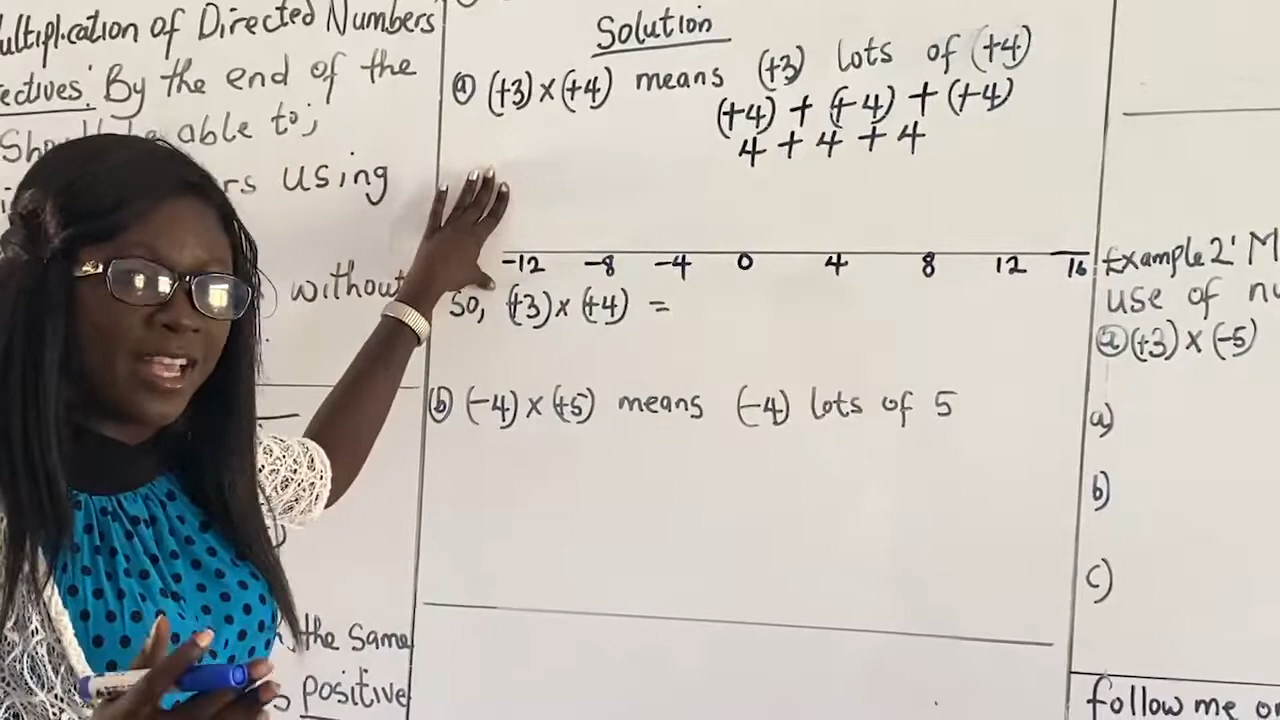 ultiplication of Directed Numbers
ectives: By the end of the
able to;
rs using
without
the same
positive
Solution
(a) (+3)×(+4) means (+3) lots of (+4)
(+4) + (+4) + (+4)
4 + 4 + 4
-12 -8 -4 0 4 8 12 16
So, (+3)×(+4) =
(b) (-4)×(+5) means (-4) lots of 5
Example 2: M
use of nu
(a)(+3)×(-5)
a)
b)
c)
follow me on